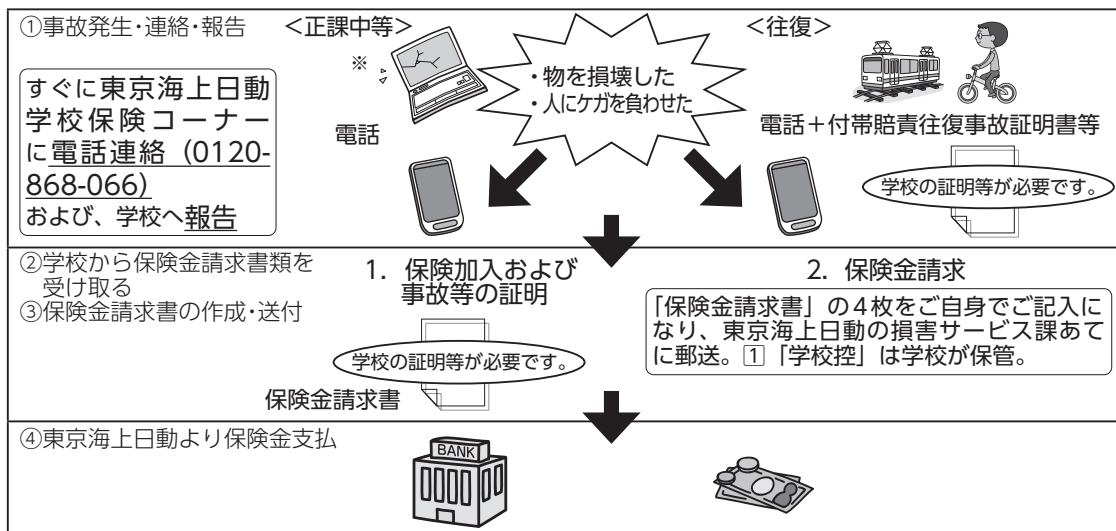 ①事故発生・連絡・報告
＜正課中等＞
＜往復＞
※
・物を損壊した
・人にケガを負わせた
すぐに東京海上日動
学校保険コーナー
に電話連絡（0120-
868-066）
および、学校へ報告
電話
電話＋付帯賠責往復事故証明書等
学校の証明等が必要です。
②学校から保険金請求書類を
受け取る
③保険金請求書の作成・送付
1．保険加入および
事故等の証明
学校の証明等が必要です。
保険金請求書
2．保険金請求
「保険金請求書」の４枚をご自身でご記入に
なり、東京海上日動の損害サービス課あて
に郵送。1「学校控」は学校が保管。
④東京海上日動より保険金支払
BANK